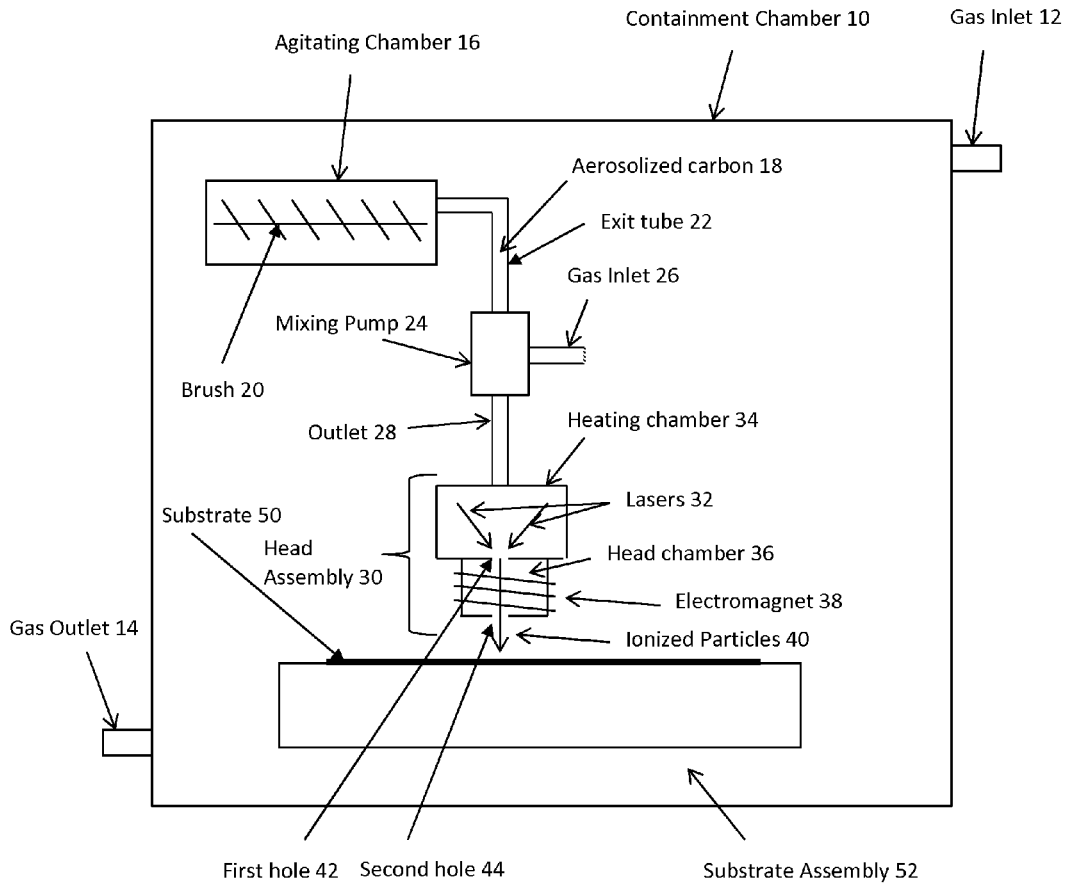 Containment Chamber 10
Gas Inlet 12
Agitating Chamber 16
Aerosolized carbon 18
Exit tube 22
Gas Inlet 26
Mixing Pump 24
Brush 20
Heating chamber 34
Outlet 28
Lasers 32
Substrate 50
Head
Assembly 30
Head chamber 36
Electromagnet 38
Gas Outlet 14
Ionized Particles 40
First hole 42
Second hole 44
Substrate Assembly 52